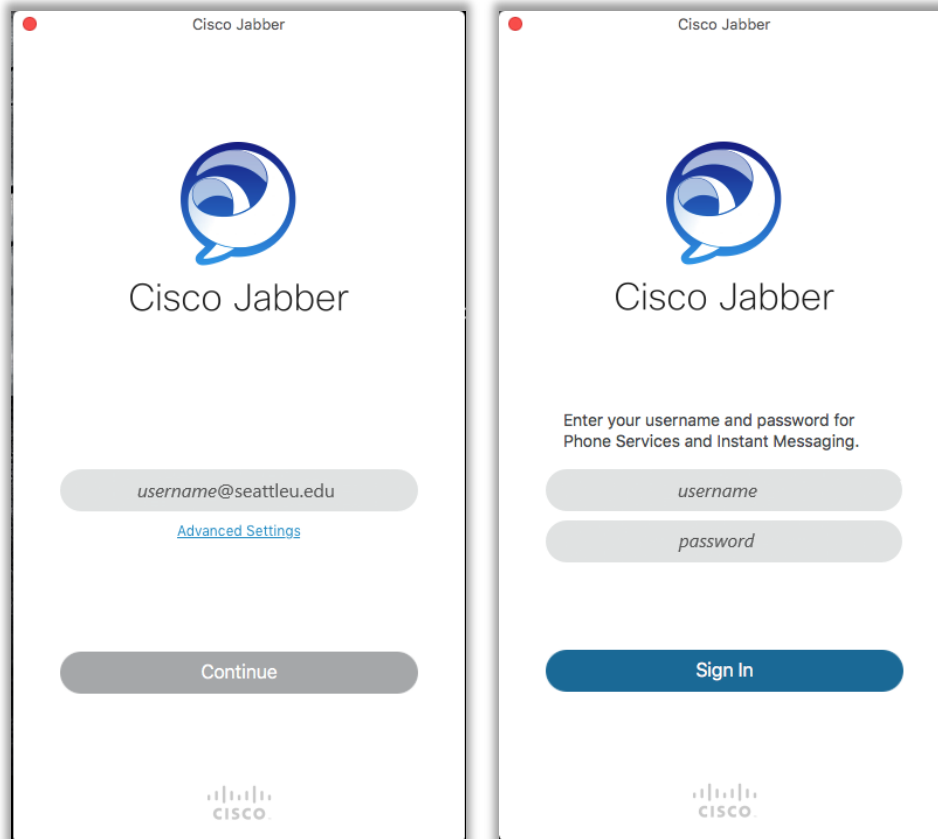 Cisco Jabber
Cisco Jabber
username@seattleu.edu
Advanced Settings
Continue
CISCO
Cisco Jabber
Cisco Jabber
Enter your username and password for
Phone Services and Instant Messaging.
username
password
Sign In
CISCO